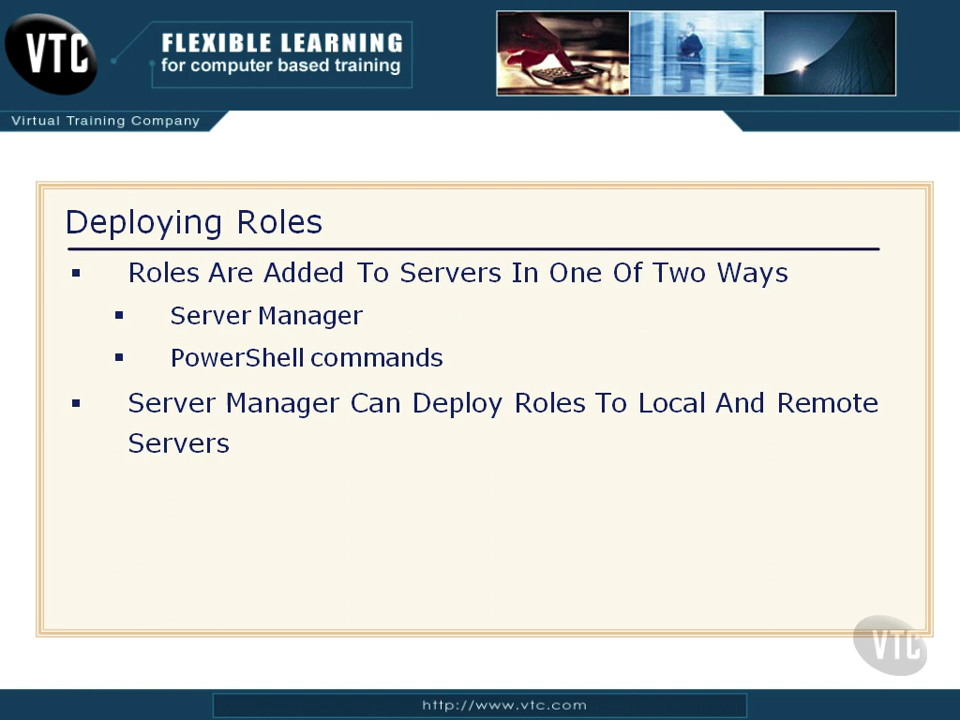 VTC
FLEXIBLE LEARNING
for computer based training
Virtual Training Company
Deploying Roles
▪ Roles Are Added To Servers In One Of Two Ways
▪ Server Manager
▪ PowerShell commands
▪ Server Manager Can Deploy Roles To Local And Remote
Servers
VTC
http://www.vtc.com